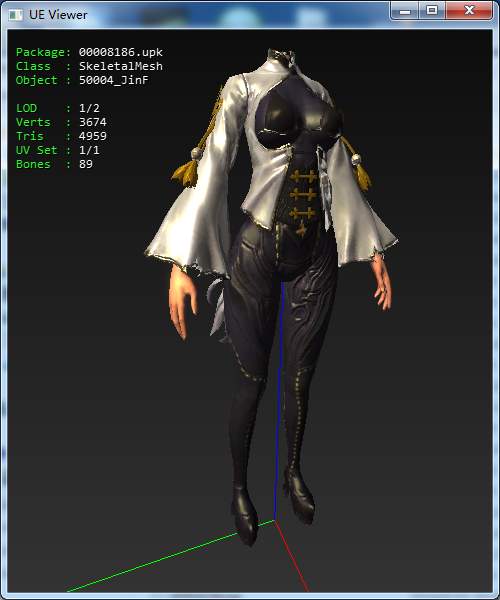 UE Viewer
Package: 00008186.upk
Class : SkeletalMesh
Object : 50004_JinF
LOD : 1/2
Verts : 3674
Tris : 4959
UV Set : 1/1
Bones : 89